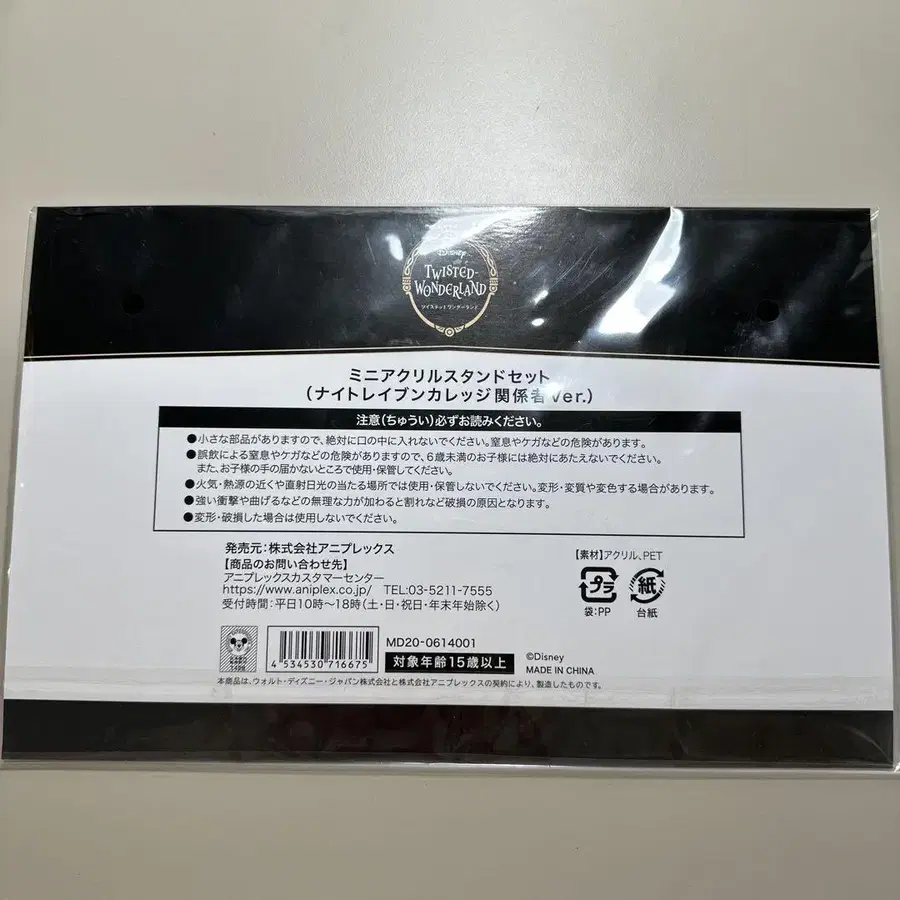 Disney
TWISTED-
WONDERLAND
ツイステッドワンダーランド
ミニアクリルスタンドセット
(ナイトレイブンカレッジ関係者 ver.)
注意(ちゅうい)必ずお読みください。
●小さな部品がありますので、絶対に口の中に入れないでください。窒息やケガなどの危険があります。
●誤飲による窒息やケガなどの危険がありますので、6歳未満のお子様には絶対にあたえないでください。
また、お子様の手の届かないところで使用・保管してください。
●火気・熱源の近くや直射日光の当たる場所では使用・保管しないでください。変形・変質や変色する場合があります。
●強い衝撃や曲げるなどの無理な力が加わると割れなど破損の原因となります。
●変形・破損した場合は使用しないでください。
発売元:株式会社アニプレックス
【商品のお問い合わせ先】
アニプレックスカスタマーセンター
https://www.aniplex.co.jp/ TEL:03-5211-7555
受付時間:平日10時〜18時(土・日・祝日・年末年始除く)
【素材】アクリル、PET
プラ 紙
袋:PP 台紙
4 534530 716675
MD20-0614001
対象年齢15歳以上
©Disney
MADE IN CHINA
本商品は、ウォルト・ディズニー・ジャパン株式会社と株式会社アニプレックスの契約により、製造したものです。